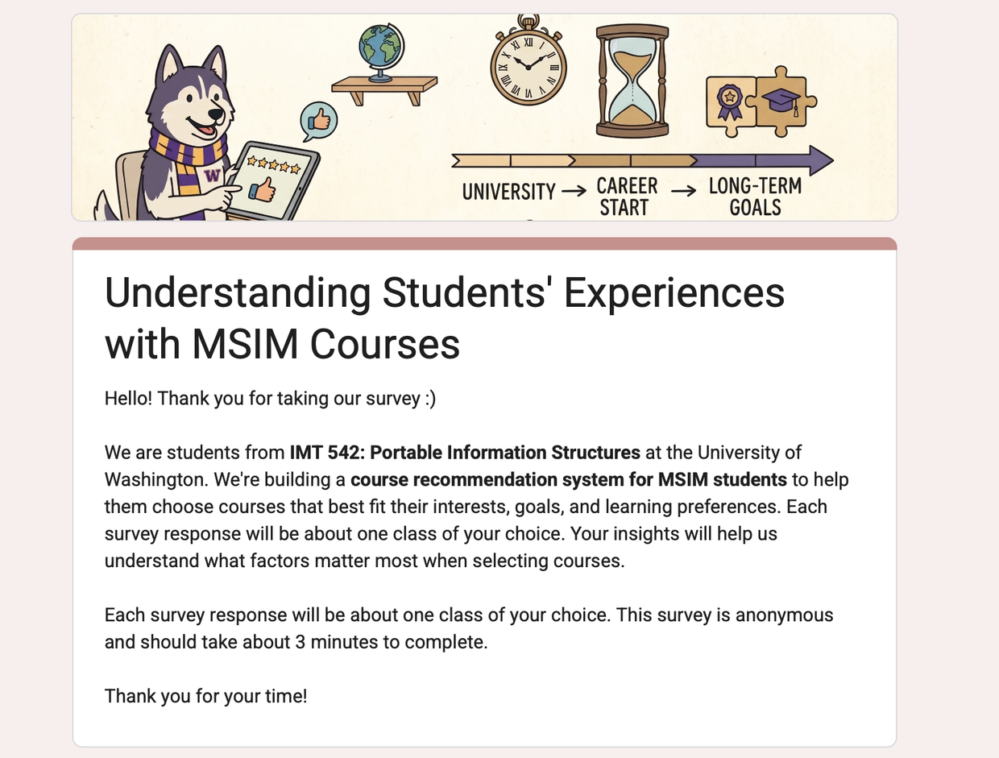 W
XII
I
II
III
IX
X
XI
UNIVERSITY → CAREER START → LONG-TERM GOALS
Understanding Students' Experiences
with MSIM Courses
Hello! Thank you for taking our survey :)
We are students from IMT 542: Portable Information Structures at the University of
Washington. We're building a course recommendation system for MSIM students to help
them choose courses that best fit their interests, goals, and learning preferences. Each
survey response will be about one class of your choice. Your insights will help us
understand what factors matter most when selecting courses.
Each survey response will be about one class of your choice. This survey is anonymous
and should take about 3 minutes to complete.
Thank you for your time!